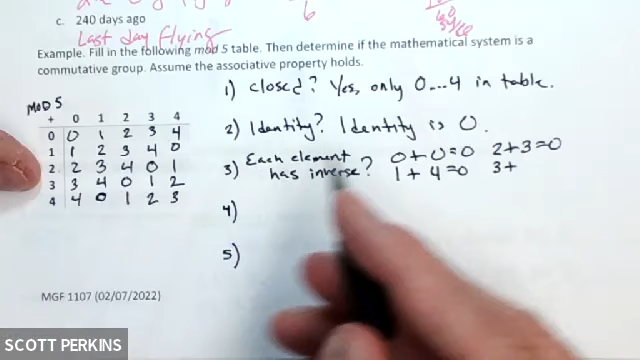 6
60
c. 240 days ago
Last day flying
Example. Fill in the following mod 5 table. Then determine if the mathematical system is a
commutative group. Assume the associative property holds.
MOD 5
+ 0 1 2 3 4
0 0 1 2 3 4
1 1 2 3 4 0
2 2 3 4 0 1
3 3 4 0 1 2
4 4 0 1 2 3
1) Closed? Yes, only 0...4 in table.
2) Identity? Identity is 0.
3) Each element has inverse? 0+0=0 2+3=0
1+4=0 3+
4)
5)
MGF 1107 (02/07/2022)
SCOTT PERKINS